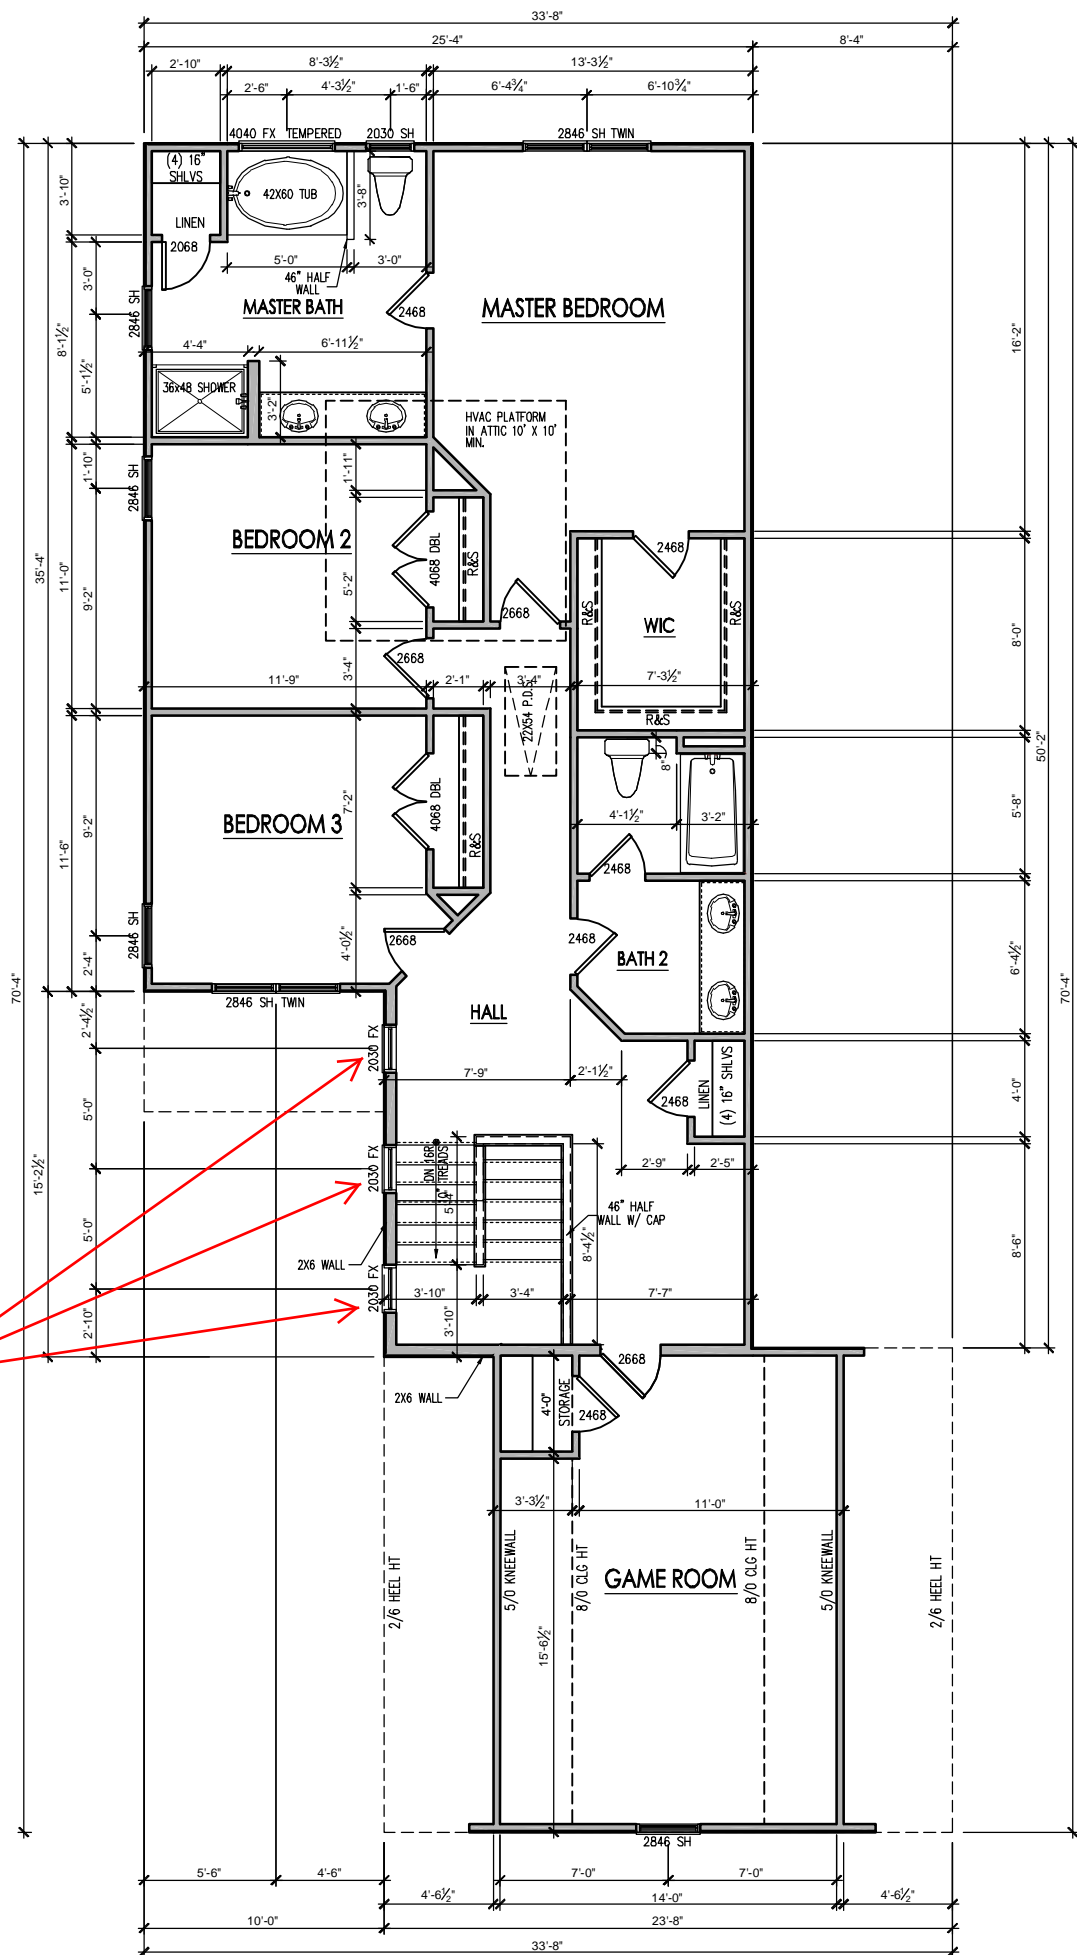 33'-8"
25'-4"
8'-4"
2'-10"
8'-3½"
13'-3½"
2'-6"
4'-3½"
1'-6"
6'-4¾"
6'-10¾"
4040 FX TEMPERED
2030 SH
2846 SH TWIN
(4) 16"
SHLVS
42X60 TUB
3'-8"
3'-10"
LINEN
2068
5'-0"
3'-0"
46" HALF
WALL
3'-0"
MASTER BATH
2468
MASTER BEDROOM
2846 SH
8'-1½"
5'-1½"
16'-2"
4'-4"
6'-11½"
36x48 SHOWER
3'-2"
HVAC PLATFORM
IN ATTIC 10' X 10'
MIN.
1'-10"
1'-11"
2846 SH
BEDROOM 2
4068 DBL
R&S
5'-2"
2468
35'-4"
11'-0"
9'-2"
2668
R&S
R&S
WIC
8'-0"
2668
3'-4"
11'-9"
2'-1"
3'-4"
7'-3½"
22X54 P.D.S
R&S
50'-2"
8"
7'-2"
4068 DBL
R&S
BEDROOM 3
4'-1½"
3'-2"
5'-8"
9'-2"
11'-6"
2468
2668
2468
BATH 2
6'-4½"
2846 SH
4'-0½"
2'-4"
70'-4"
70'-4"
2846 SH TWIN
HALL
2'-4½"
2030 FX
7'-9"
2'-1½"
2468
LINEN
(4) 16" SHLVS
4'-0"
5'-0"
15'-2½"
2030 FX
DN 16R
TREADS
5'-4"
2'-9"
2'-5"
46" HALF
WALL W/ CAP
8'-4½"
8'-6"
5'-0"
2X6 WALL
2030 FX
3'-10"
3'-4"
7'-7"
3'-10"
2'-10"
2668
2X6 WALL
4'-0"
STORAGE
2468
3'-3½"
11'-0"
5/0 KNEEWALL
8/0 CLG HT
GAME ROOM
8/0 CLG HT
5/0 KNEEWALL
2/6 HEEL HT
2/6 HEEL HT
15'-6½"
2846 SH
5'-6"
4'-6"
7'-0"
7'-0"
4'-6½"
14'-0"
4'-6½"
10'-0"
23'-8"
33'-8"